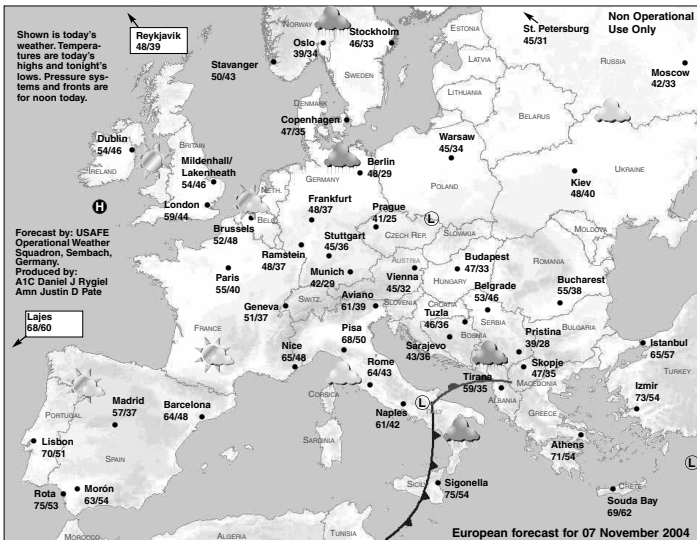 Shown is today's
weather. Tempera-
tures are today's
highs and tonight's
lows. Pressure sys-
tems and fronts are
for noon today.
Reykjavik
48/39
NORWAY
Oslo
39/34
Stockholm
46/33
Stavanger
50/43
SWEDEN
ESTONIA
St. Petersburg
45/31
Non Operational
Use Only
LATVIA
RUSSIA
Moscow
42/33
LITHUANIA
DENMARK
Copenhagen
47/35
BELARUS
Dublin
54/46
IRELAND
BRITAIN
Mildenhall/
Lakenheath
54/46
London
59/44
H
NETH.
GERMANY
Berlin
48/29
Warsaw
45/34
POLAND
UKRAINE
Kiev
48/40
Brussels
52/48
BELG.
Frankfurt
48/37
Prague
41/25
L
CZECH REP.
SLOVAKIA
Stuttgart
45/36
Ramstein
48/37
Forecast by: USAFE
Operational Weather
Squadron, Sembach,
Germany.
Produced by:
A1C Daniel J Rygiel
Amn Justin D Pate
Paris
55/40
Munich
42/29
AUSTRIA
Vienna
45/32
Budapest
47/33
HUNGARY
MOLDOVA
ROMANIA
Bucharest
55/38
Geneva
51/37
SWITZ.
Aviano
61/39
SLOVENIA
CROATIA
Belgrade
53/46
SERBIA
Lajes
68/60
FRANCE
Nice
65/48
Pisa
68/50
Tuzla
46/36
BOSNIA
Sarajevo
43/36
Pristina
39/28
BULGARIA
Istanbul
65/57
Skopje
47/35
Rome
64/43
CORSICA
Tirana
59/35
MACEDONIA
ALBANIA
TURKEY
Izmir
73/54
Madrid
57/37
Barcelona
64/48
PORTUGAL
Naples
61/42
L
ITALY
GREECE
Lisbon
70/51
SPAIN
SARDINIA
Athens
71/54
L
Rota
75/53
Morón
63/54
SICILY
Sigonella
75/54
CRETE
Souda Bay
69/62
MOROCCO
ALGERIA
TUNISIA
European forecast for 07 November 2004